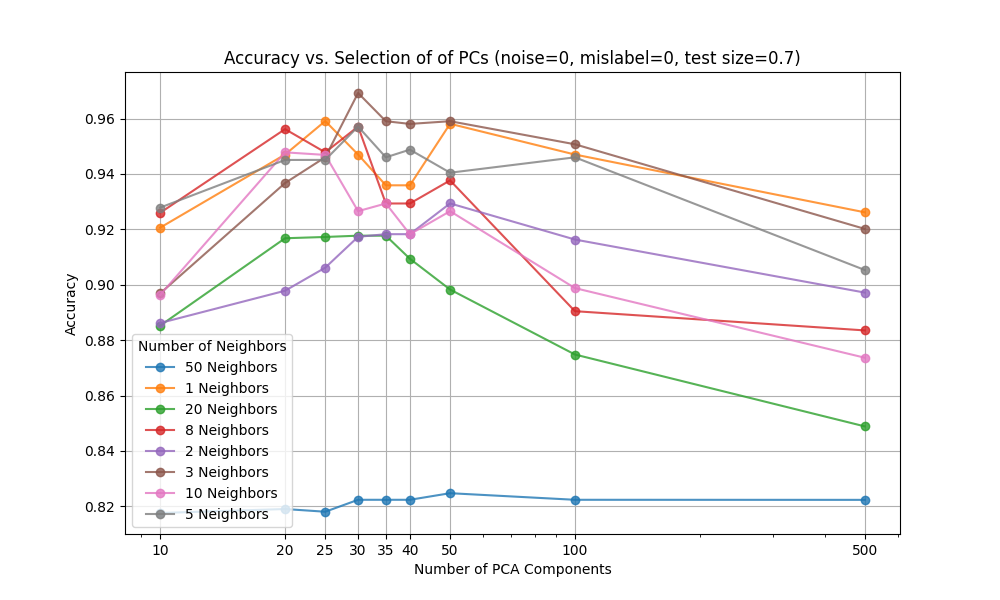 Accuracy vs. Selection of of PCs (noise=0, mislabel=0, test size=0.7)
Accuracy
0.96
0.94
0.92
0.90
0.88
0.86
0.84
0.82
Number of Neighbors
50 Neighbors
1 Neighbors
20 Neighbors
8 Neighbors
2 Neighbors
3 Neighbors
10 Neighbors
5 Neighbors
10 20 25 30 35 40 50 100 500
Number of PCA Components